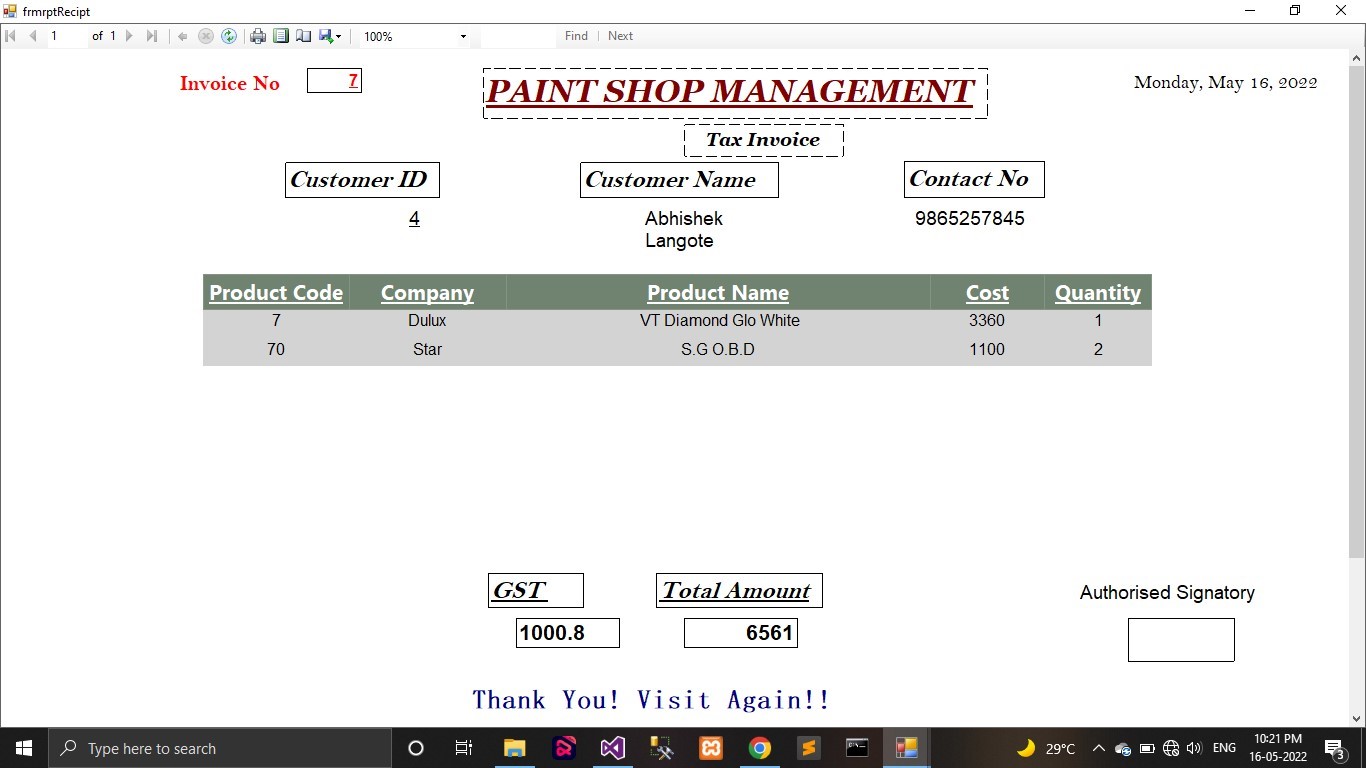 frmrptRecipt
1 of 1 100% Find Next
Invoice No 7 PAINT SHOP MANAGEMENT Monday, May 16, 2022
Tax Invoice
Customer ID Customer Name Contact No
4 Abhishek 9865257845
Langote
Product Code Company Product Name Cost Quantity
7 Dulux VT Diamond Glo White 3360 1
70 Star S.G O.B.D 1100 2
GST Total Amount Authorised Signatory
1000.8 6561
Thank You! Visit Again!!
Type here to search 29°C ENG 10:21 PM
16-05-2022 3